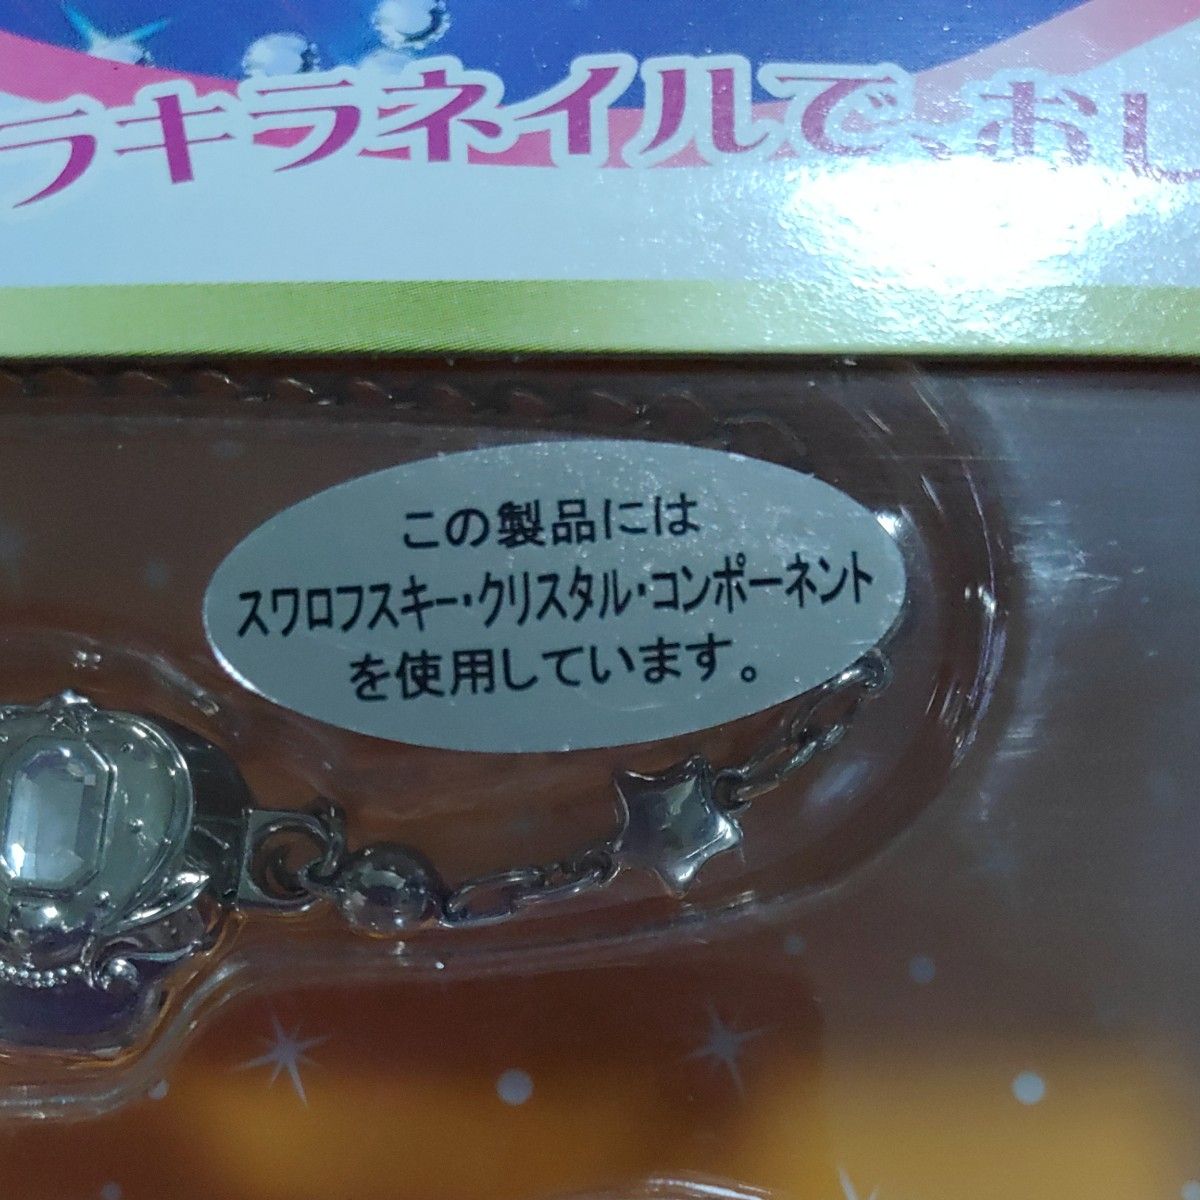 ラキラネイルで、おし
この製品には
スワロフスキー・クリスタル・コンポーネント
を使用しています。